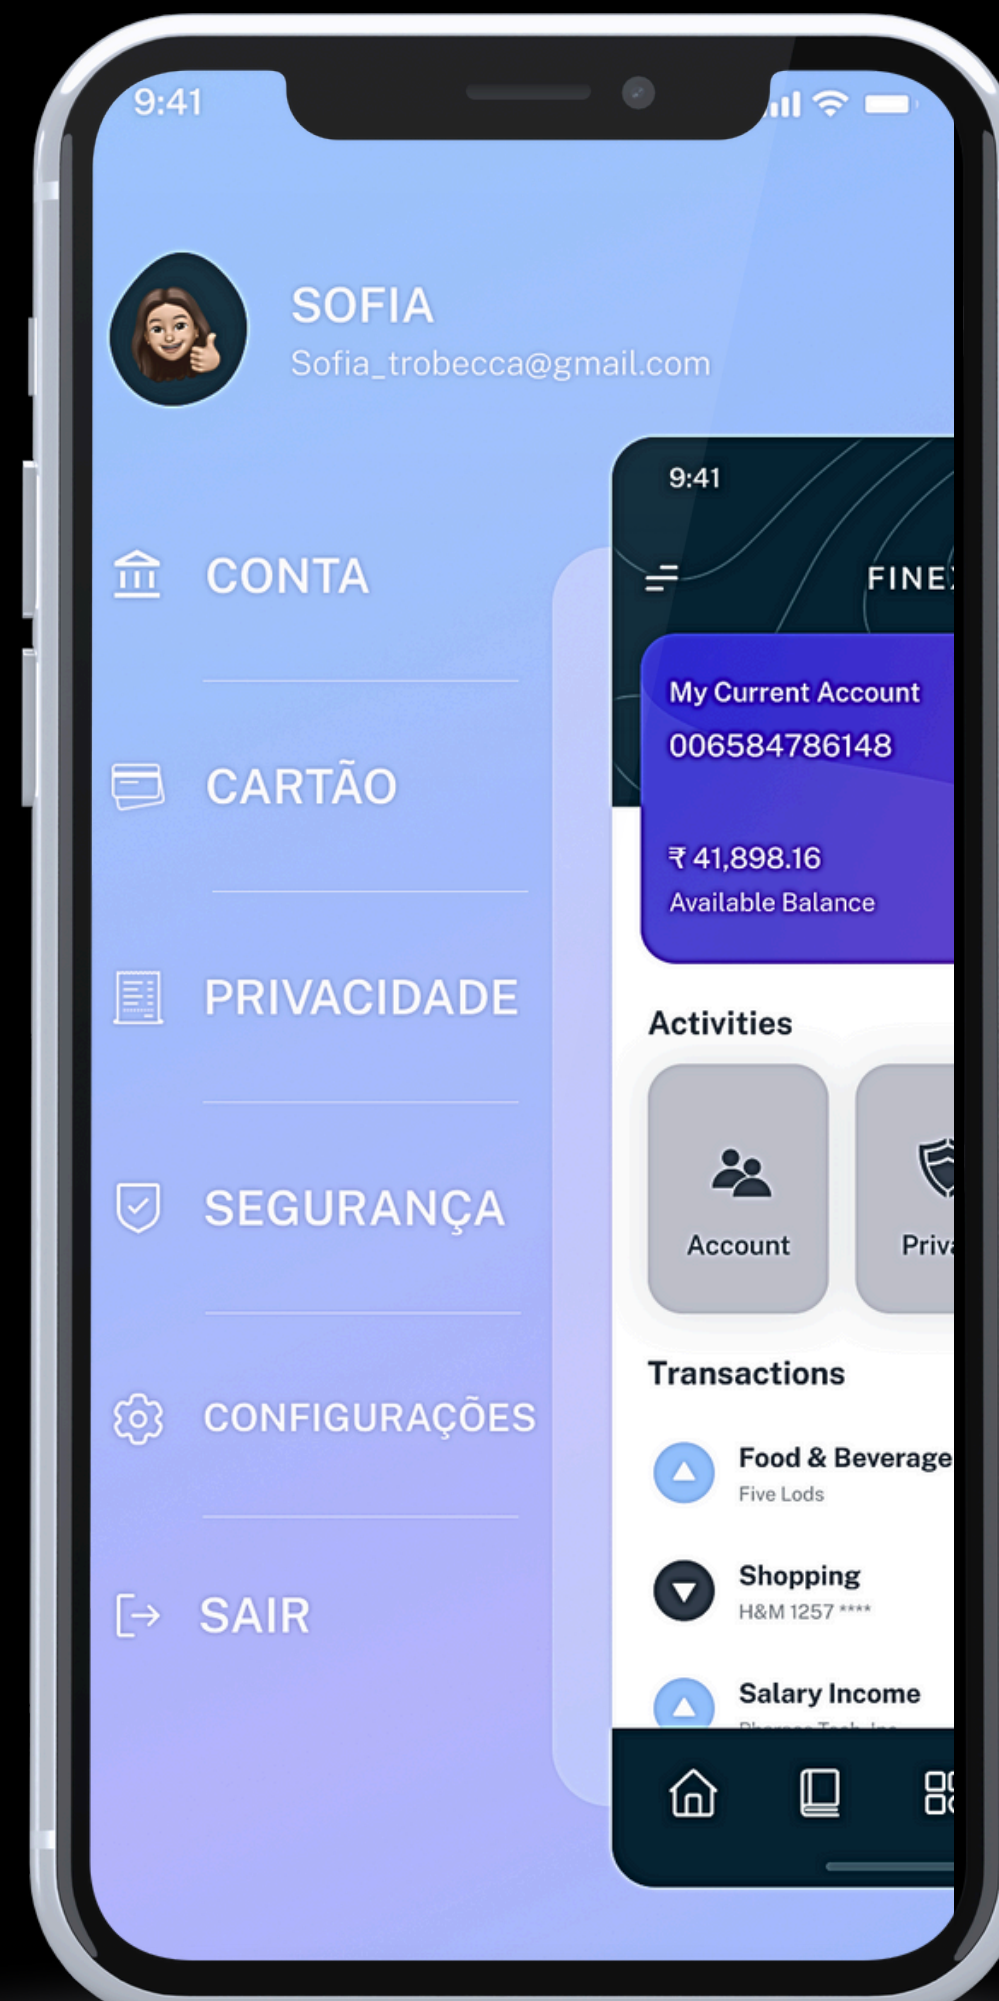 9:41
SOFIA
Sofia_trobecca@gmail.com
CONTA
CARTÃO
PRIVACIDADE
SEGURANÇA
CONFIGURAÇÕES
SAIR
9:41
My Current Account
006584786148
₹ 41,898.16
Available Balance
Activities
Account
Transactions
Food & Beverage
Five Lods
Shopping
H&M 1257 ****
Salary Income